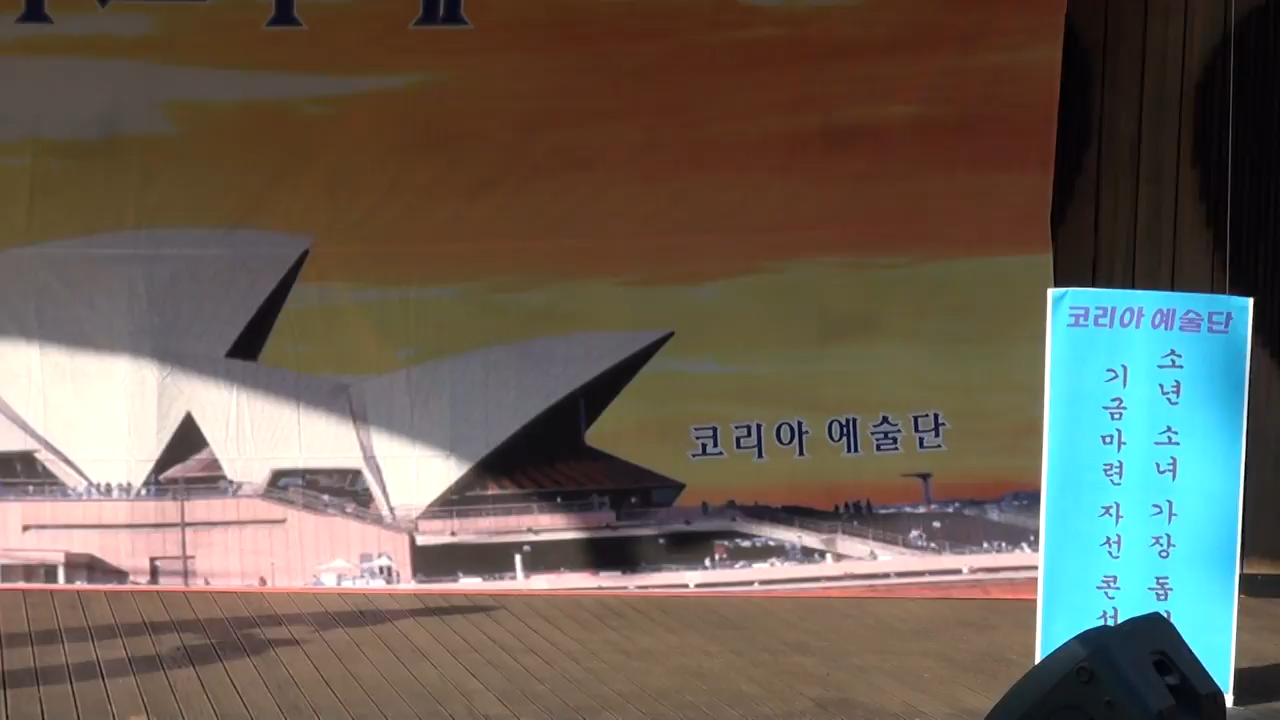 코리아 예술단
코리아 예술단
소년 소녀 가장 돕
기금마련 자선 콘서